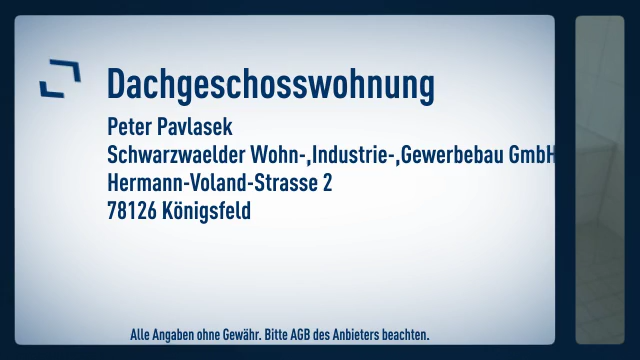 Dachgeschosswohnung
Peter Pavlasek
Schwarzwaelder Wohn-,Industrie-,Gewerbebau GmbH
Hermann-Voland-Strasse 2
78126 Königsfeld
Alle Angaben ohne Gewähr. Bitte AGB des Anbieters beachten.